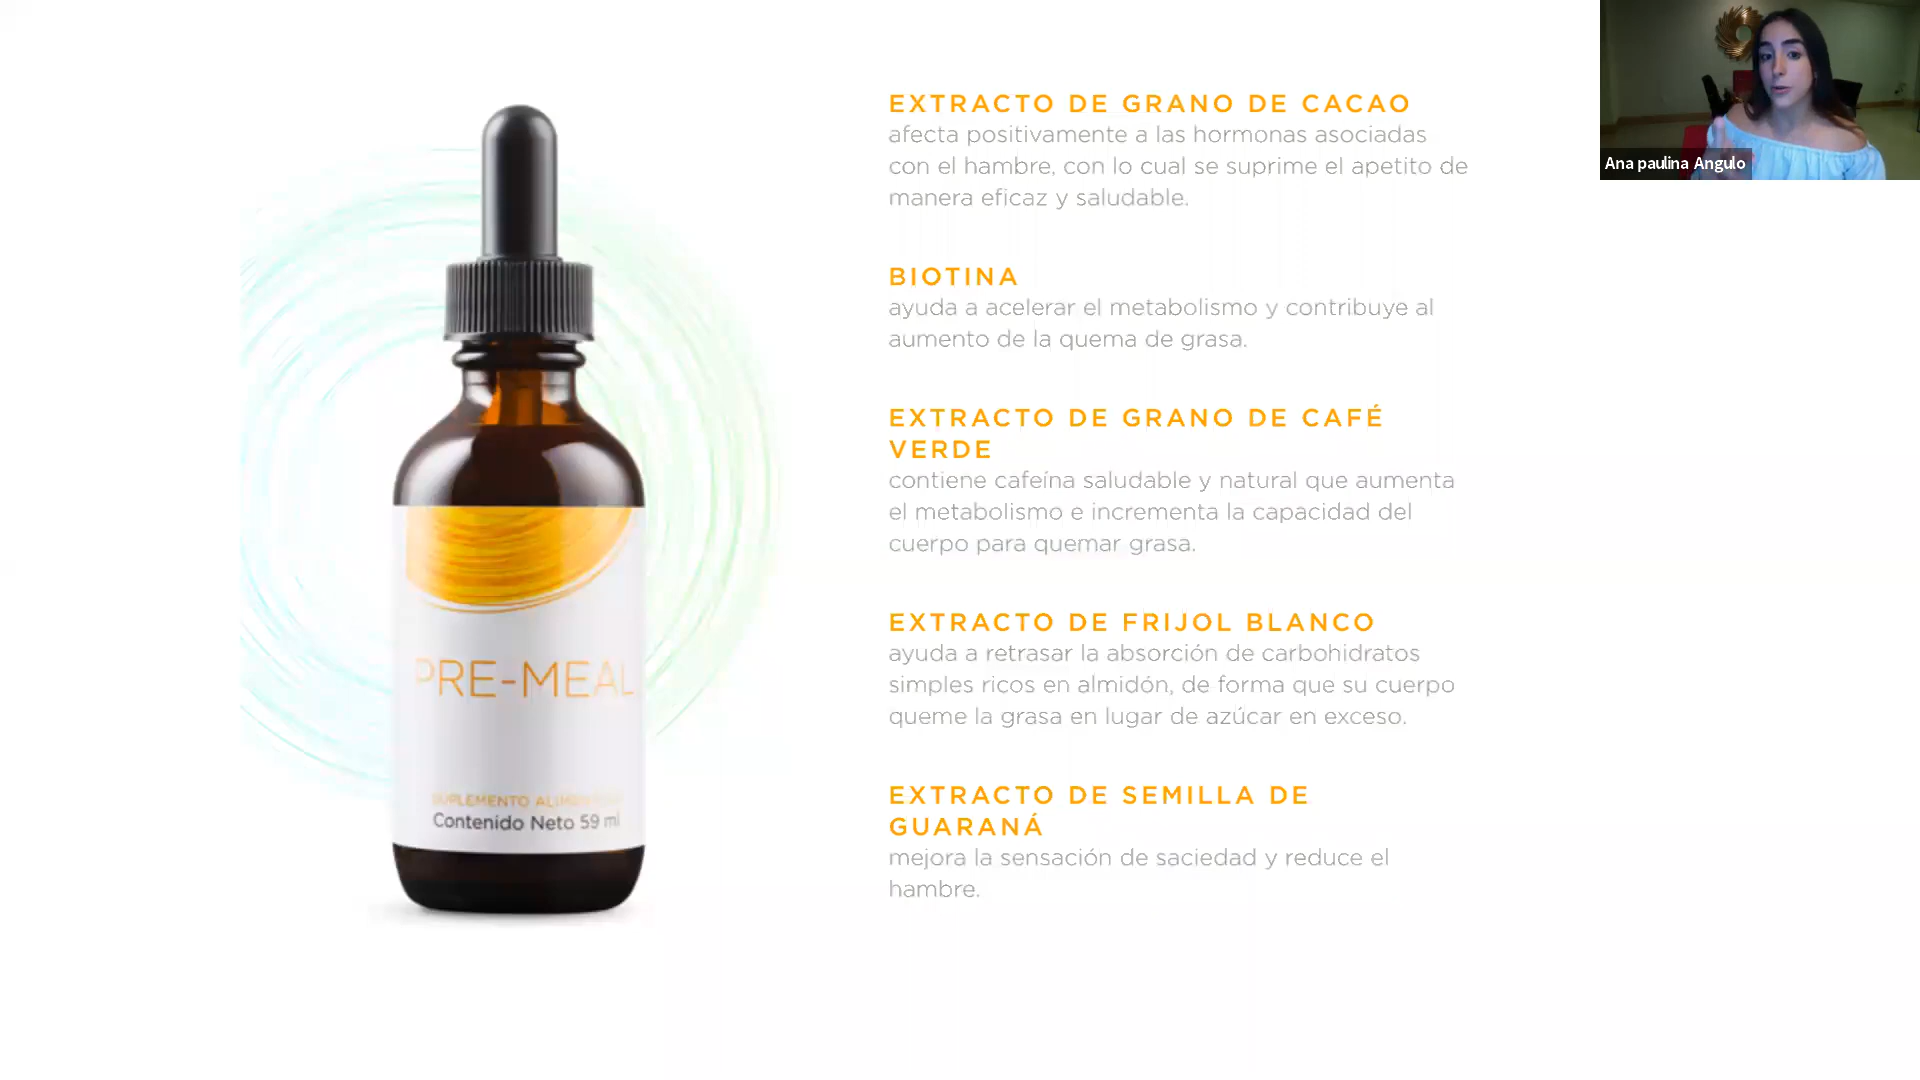 EXTRACTO DE GRANO DE CACAO
afecta positivamente a las hormonas asociadas
con el hambre, con lo cual se suprime el apetito de
manera eficaz y saludable.
BIOTINA
ayuda a acelerar el metabolismo y contribuye al
aumento de la quema de grasa.
EXTRACTO DE GRANO DE CAFÉ
VERDE
contiene cafeína saludable y natural que aumenta
el metabolismo e incrementa la capacidad del
cuerpo para quemar grasa.
EXTRACTO DE FRIJOL BLANCO
ayuda a retrasar la absorción de carbohidratos
simples ricos en almidón, de forma que su cuerpo
queme la grasa en lugar de azúcar en exceso.
EXTRACTO DE SEMILLA DE
GUARANÁ
mejora la sensación de saciedad y reduce el
hambre.
PRE-MEAL
SUPLEMENTO
Contenido Neto 59 ml
Ana paulina Angulo